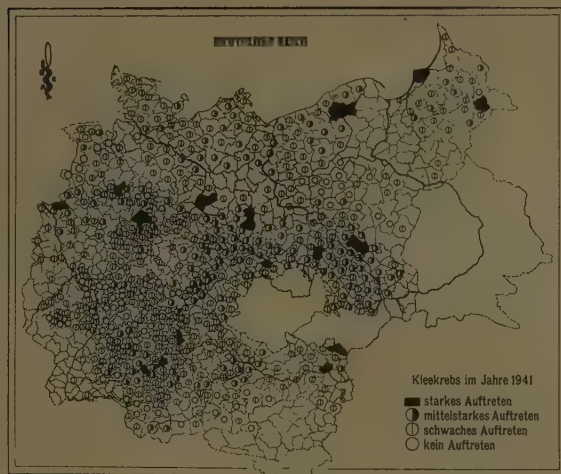 Kleekrebs im Jahre 1941
starkes Auftreten
mittelstarkes Auftreten
schwaches Auftreten
kein Auftreten